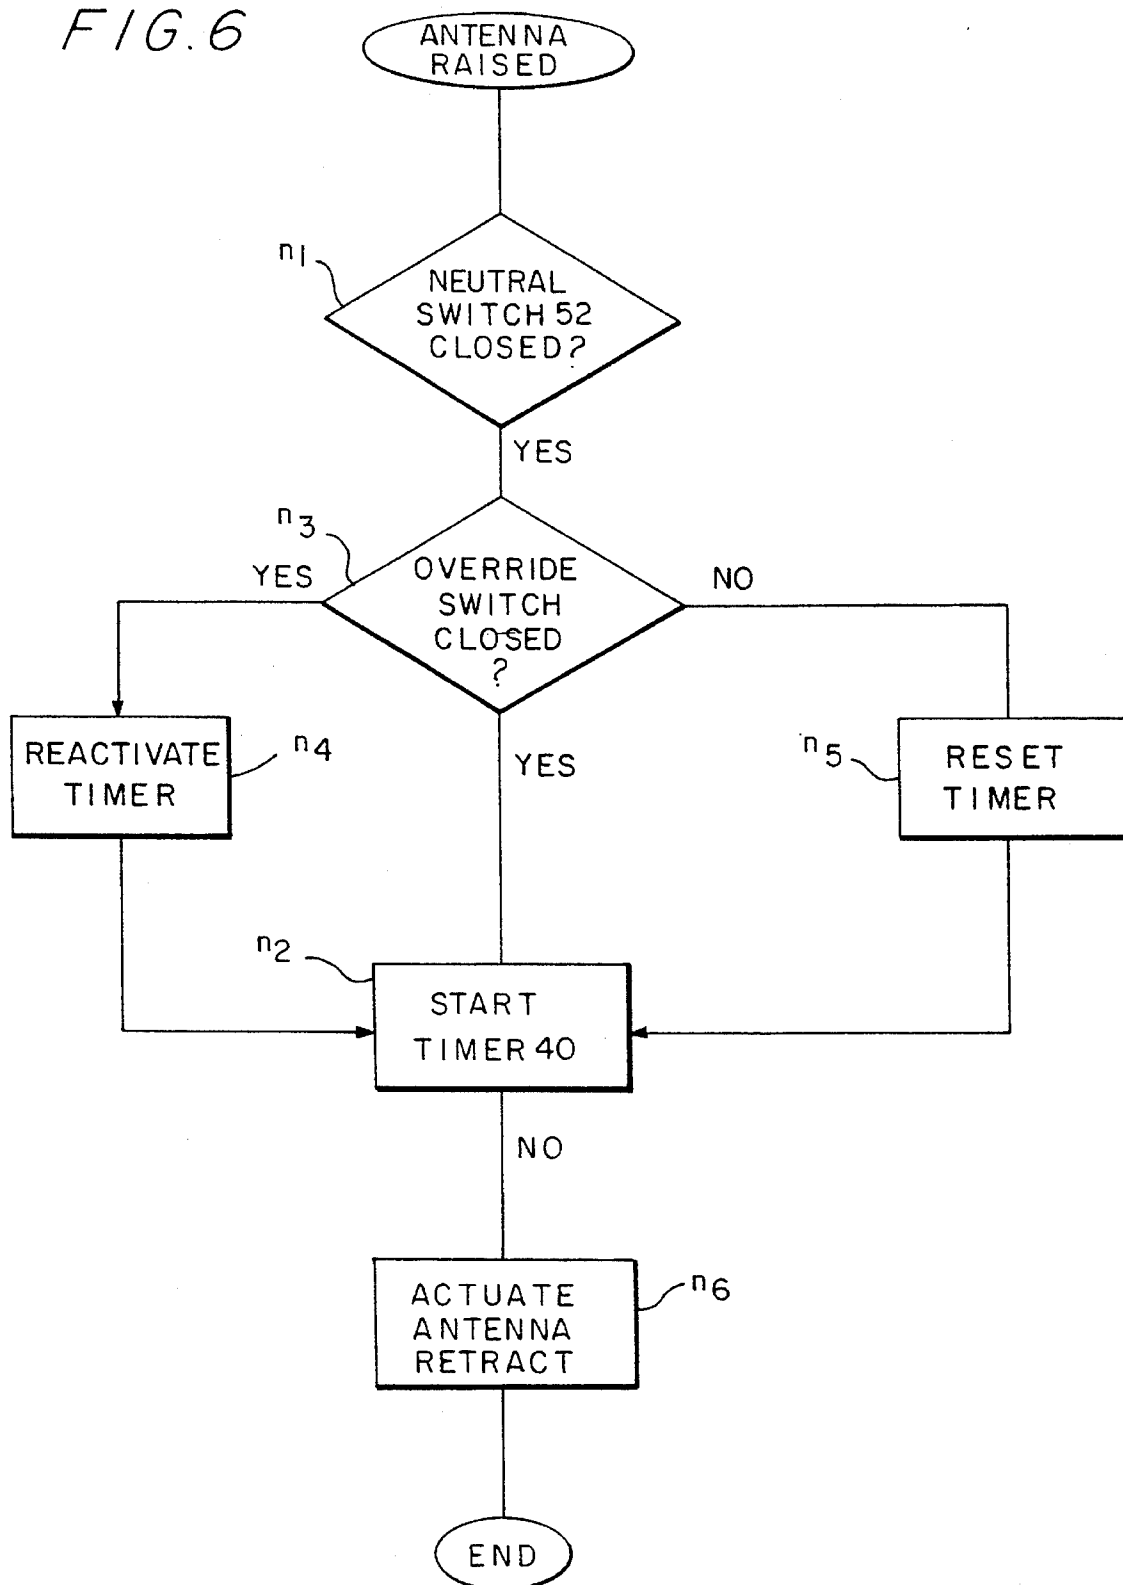 FIG.6
ANTENNA
RAISED
n1
NEUTRAL
SWITCH 52
CLOSED?
YES
n3
YES
OVERRIDE
SWITCH
CLOSED
?
NO
REACTIVATE
TIMER
n4
YES
n5
RESET
TIMER
n2
START
TIMER 40
NO
ACTUATE
ANTENNA
RETRACT
n6
END